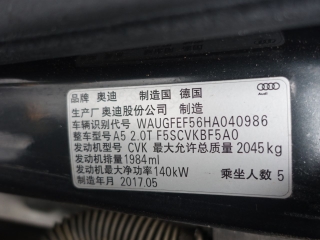 品牌 奥迪 制造国 德国
Audi
生产厂 奥迪股份公司 制造
车辆识别代号 WAUGFEF56HA040986
整车型号 A5 2.0T F5SCVKBF5A0
发动机型号 CVK 最大允许总质量 2045kg
发动机排量 1984ml
发动机最大净功率 140kW 乘坐人数 5
制造年月 2017.05